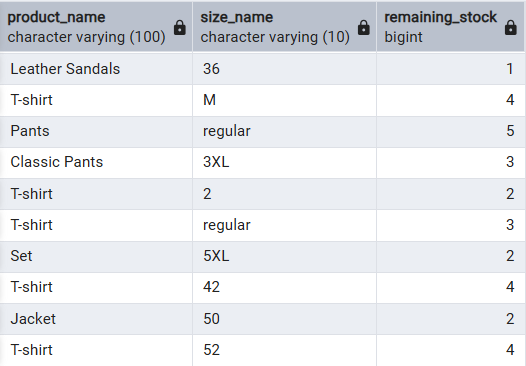 product_name size_name remaining_stock
character varying (100) character varying (10) bigint
Leather Sandals 36 1
T-shirt M 4
Pants regular 5
Classic Pants 3XL 3
T-shirt 2 2
T-shirt regular 3
Set 5XL 2
T-shirt 42 4
Jacket 50 2
T-shirt 52 4